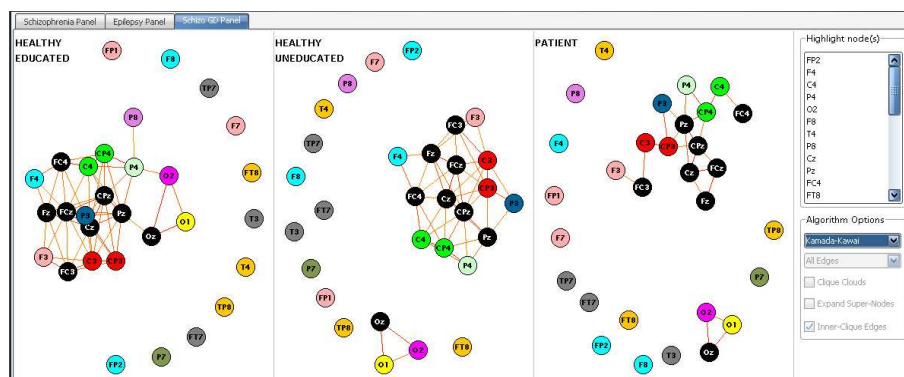 Schizophrenia Panel Epilepsy Panel Schizo GD Panel
HEALTHY
EDUCATED
FP1
F8
TP7
P8
F7
CP4
FC4
C4
P4
F4
O2
FT8
CPz
Fz
FCz
P3
Pz
O1
T3
Cz
Oz
F3
C3
CP3
FC3
T4
TP8
FT7
P7
FP2
HEALTHY
UNEDUCATED
FP2
F7
P8
T4
F3
FC3
TP7
F4
Fz
C3
FCz
F8
CP3
FC4
Cz
P3
FT7
CPz
T3
C4
Pz
CP4
P4
P7
FP1
Oz
TP8
O2
FT8
O1
PATIENT
T4
P4
C4
P8
P3
CP4
FC4
Pz
F4
C3
CP3
CPz
F3
FCz
Cz
FC3
FP1
Fz
F7
TP8
P7
TP7
FT7
O2
FT8
O1
FP2
Oz
T3
F8
Highlight node(s)
FP2
F4
C4
P4
O2
F8
T4
P8
Cz
Pz
FC4
FT8
Algorithm Options
Kamada-Kawai
All Edges
Clique Clouds
Expand Super-Nodes
Inner-Clique Edges